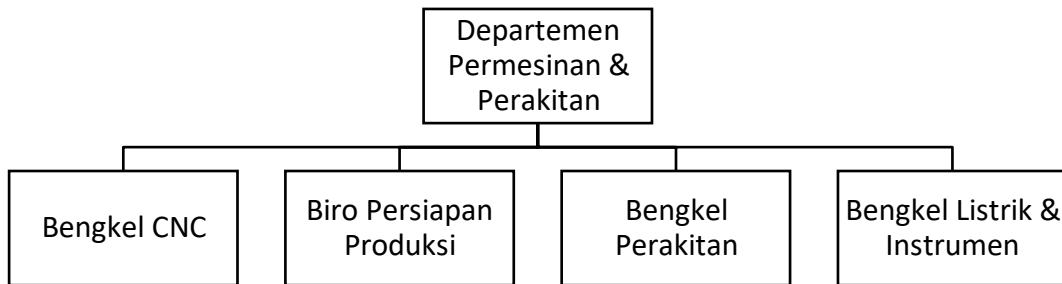 Departemen
Permesinan &
Perakitan
Bengkel CNC
Biro Persiapan
Produksi
Bengkel
Perakitan
Bengkel Listrik &
Instrumen